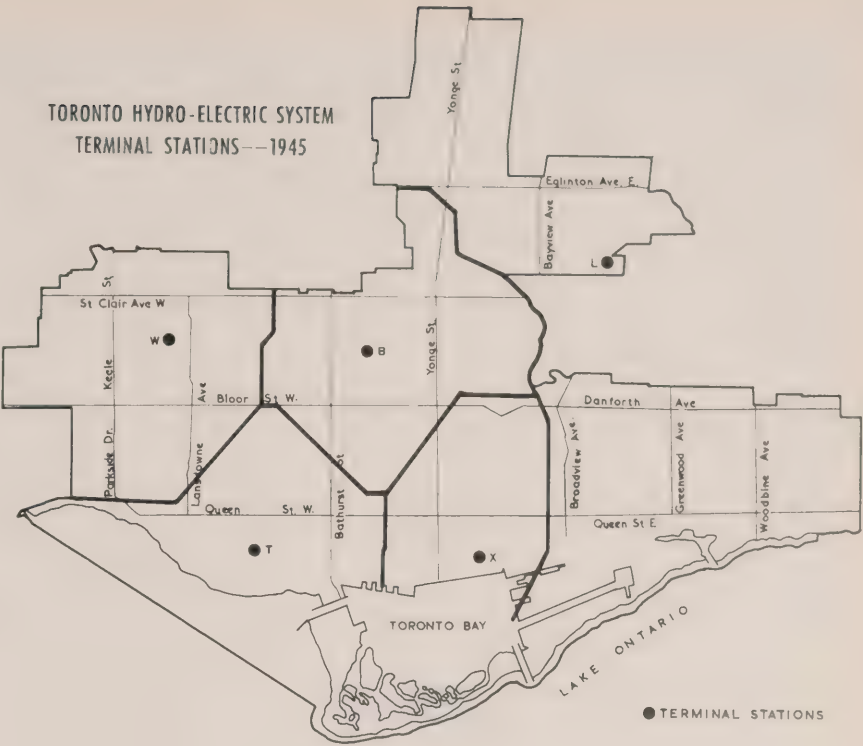 TORONTO HYDRO-ELECTRIC SYSTEM
TERMINAL STATIONS--1945
Yonge St
Eglinton Ave. E.
Bayview Ave
L
St Clair Ave W
Keele St
W
B
Yonge St.
Lansdowne Ave
Bloor St W.
Danforth Ave
Parkside Dr.
Bathurst St
Broadview Ave.
Greenwood Ave
Woodbine Ave
Queen St. W.
Queen St E
T
X
TORONTO BAY
LAKE ONTARIO
TERMINAL STATIONS